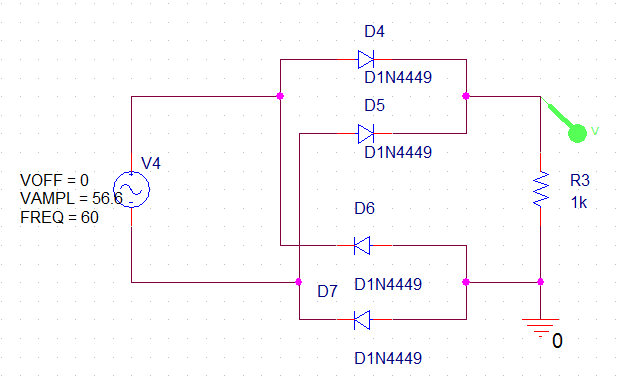 D4
D1N4449
D5
D1N4449
V4
VOFF = 0
VAMPL = 56.6
FREQ = 60
V
R3
1k
D6
D1N4449
D7
D1N4449
0